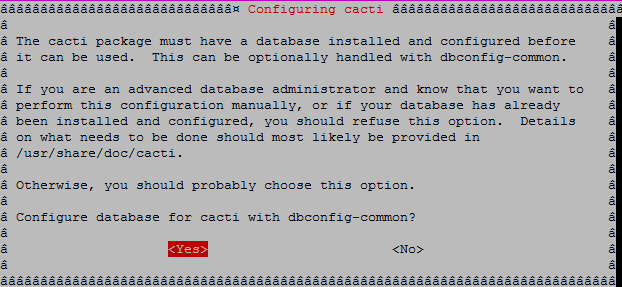 Configuring cacti
The cacti package must have a database installed and configured before
it can be used.  This can be optionally handled with dbconfig-common.
If you are an advanced database administrator and know that you want to
perform this configuration manually, or if your database has already
been installed and configured, you should refuse this option.  Details
on what needs to be done should most likely be provided in
/usr/share/doc/cacti.
Otherwise, you should probably choose this option.
Configure database for cacti with dbconfig-common?
<Yes> <No>